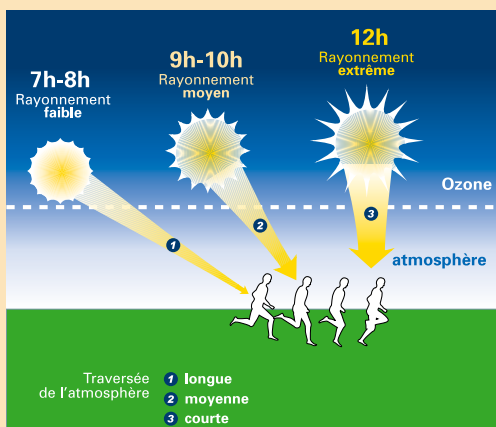 7h-8h
Rayonnement
faible
9h-10h
Rayonnement
moyen
12h
Rayonnement
extrême
Ozone
1
2
3
atmosphère
Traversée
de l'atmosphère
1 longue
2 moyenne
3 courte